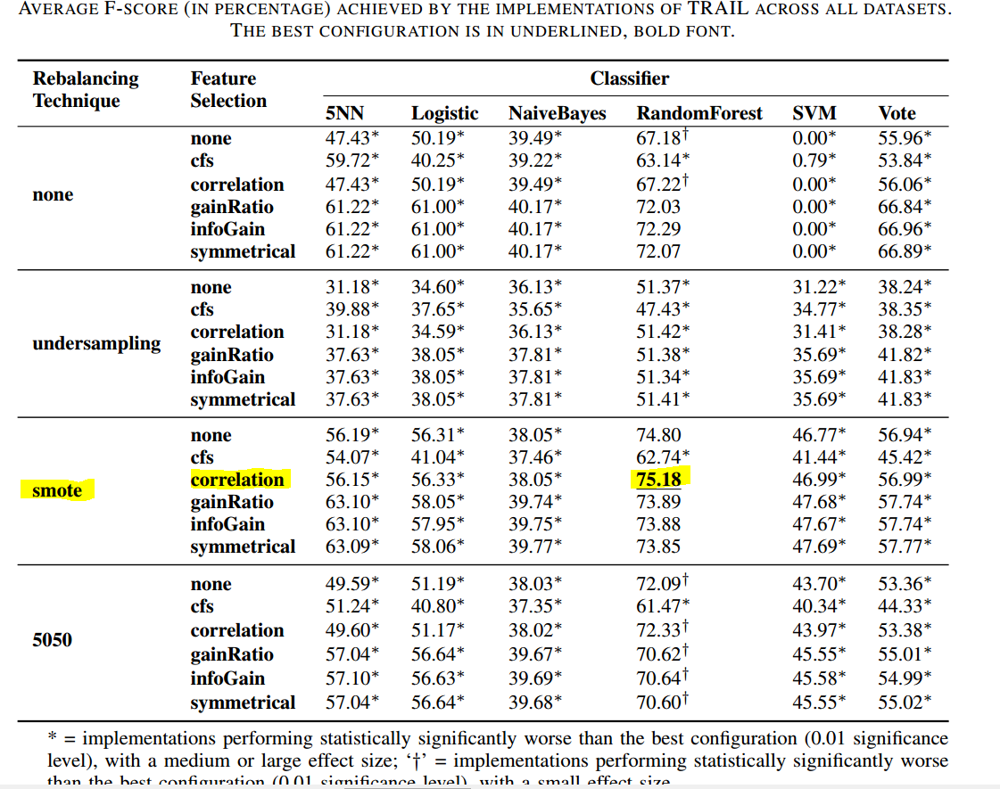 AVERAGE F-SCORE (IN PERCENTAGE) ACHIEVED BY THE IMPLEMENTATIONS OF TRAIL ACROSS ALL DATASETS.
THE BEST CONFIGURATION IS IN UNDERLINED, BOLD FONT.
Rebalancing Technique Feature Selection Classifier
5NN Logistic NaiveBayes RandomForest SVM Vote
none 47.43* 50.19* 39.49* 67.18† 0.00* 55.96*
cfs 59.72* 40.25* 39.22* 63.14* 0.79* 53.84*
none correlation 47.43* 50.19* 39.49* 67.22† 0.00* 56.06*
gainRatio 61.22* 61.00* 40.17* 72.03 0.00* 66.84*
infoGain 61.22* 61.00* 40.17* 72.29 0.00* 66.96*
symmetrical 61.22* 61.00* 40.17* 72.07 0.00* 66.89*
none 31.18* 34.60* 36.13* 51.37* 31.22* 38.24*
cfs 39.88* 37.65* 35.65* 47.43* 34.77* 38.35*
undersampling correlation 31.18* 34.59* 36.13* 51.42* 31.41* 38.28*
gainRatio 37.63* 38.05* 37.81* 51.38* 35.69* 41.82*
infoGain 37.63* 38.05* 37.81* 51.34* 35.69* 41.83*
symmetrical 37.63* 38.05* 37.81* 51.41* 35.69* 41.83*
none 56.19* 56.31* 38.05* 74.80 46.77* 56.94*
cfs 54.07* 41.04* 37.46* 62.74* 41.44* 45.42*
smote correlation 56.15* 56.33* 38.05* 75.18 46.99* 56.99*
gainRatio 63.10* 58.05* 39.74* 73.89 47.68* 57.74*
infoGain 63.10* 57.95* 39.75* 73.88 47.67* 57.74*
symmetrical 63.09* 58.06* 39.77* 73.85 47.69* 57.77*
none 49.59* 51.19* 38.03* 72.09† 43.70* 53.36*
cfs 51.24* 40.80* 37.35* 61.47* 40.34* 44.33*
5050 correlation 49.60* 51.17* 38.02* 72.33† 43.97* 53.38*
gainRatio 57.04* 56.64* 39.67* 70.62† 45.55* 55.01*
infoGain 57.10* 56.63* 39.69* 70.64† 45.58* 54.99*
symmetrical 57.04* 56.64* 39.68* 70.60† 45.55* 55.02*
* = implementations performing statistically significantly worse than the best configuration (0.01 significance
level), with a medium or large effect size; ‘†’ = implementations performing statistically significantly worse
than the best configuration (0.01 significance level), with a small effect size